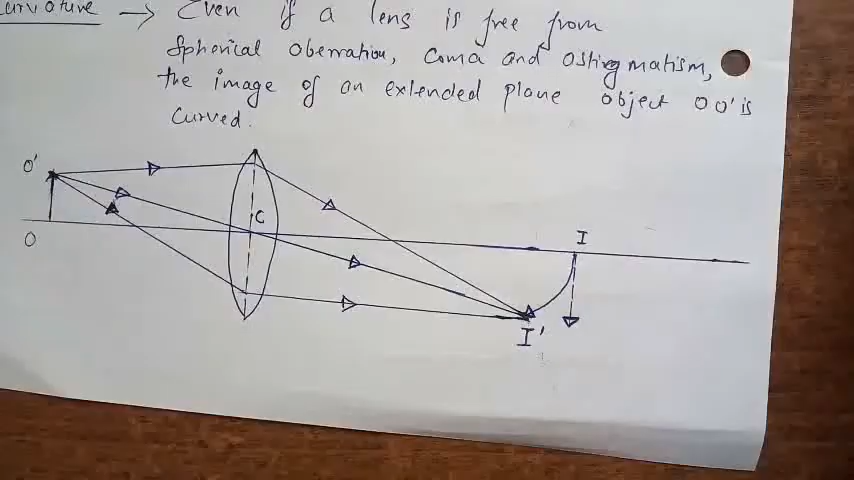 curvature → Even if a lens is free from
Spherical aberration, coma and astigmatism,
the image of an extended plane object OO' is
curved.
O'
C
I
O
I'